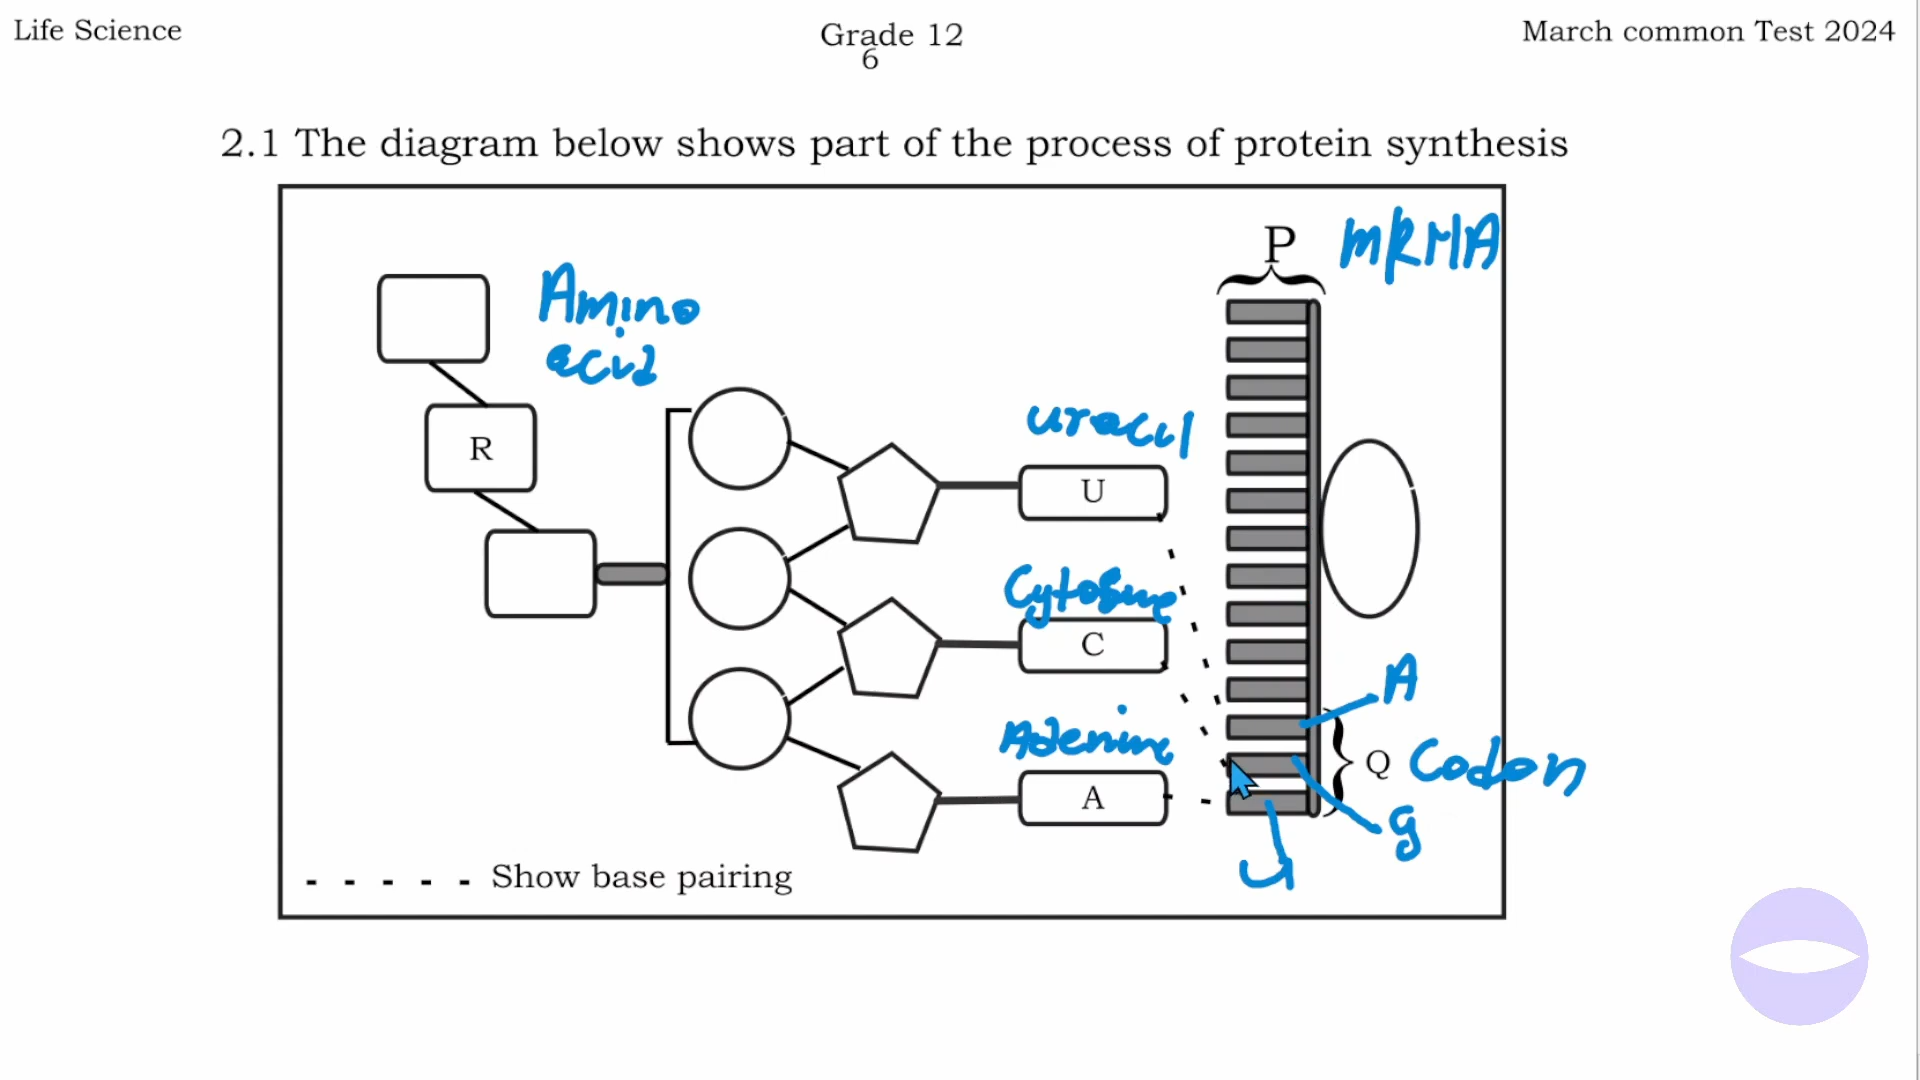 Life Science
Grade 12
March common Test 2024
6
2.1 The diagram below shows part of the process of protein synthesis
P
mRNA
Amino
acid
R
uracil
U
Cytosine
C
A
Adenine
Q
Codon
A
g
U
- - - - - Show base pairing